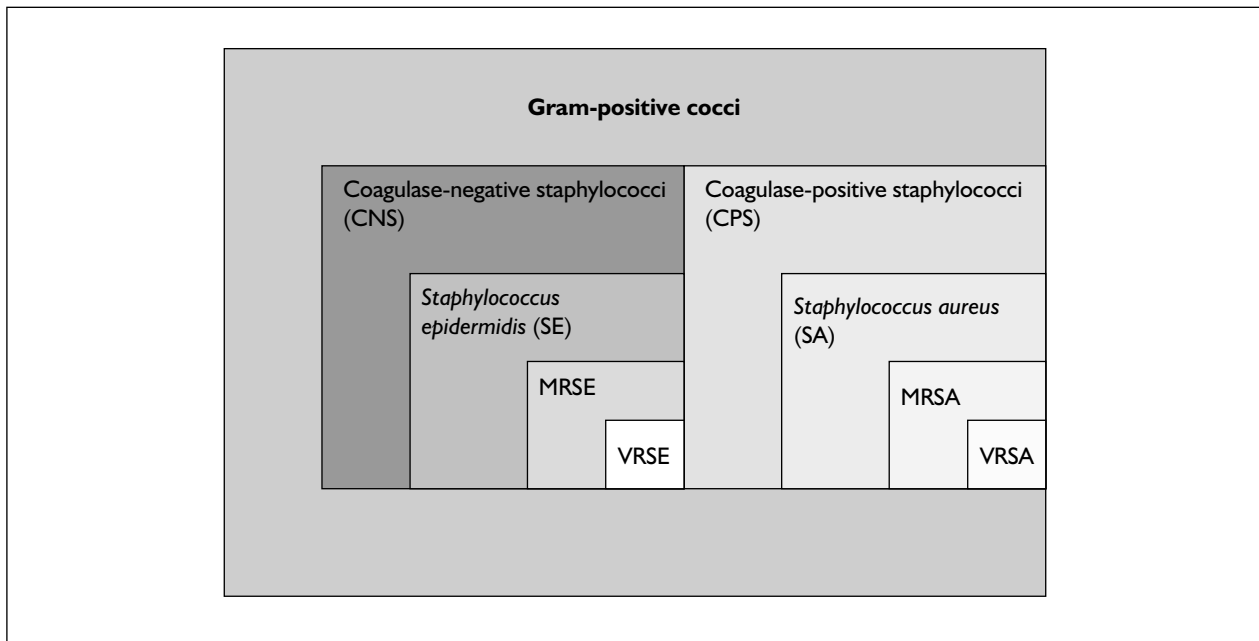 Gram-positive cocci
Coagulase-negative staphylococci
(CNS)
Coagulase-positive staphylococci
(CPS)
Staphylococcus
epidermidis (SE)
Staphylococcus aureus
(SA)
MRSE
MRSA
VRSE
VRSA